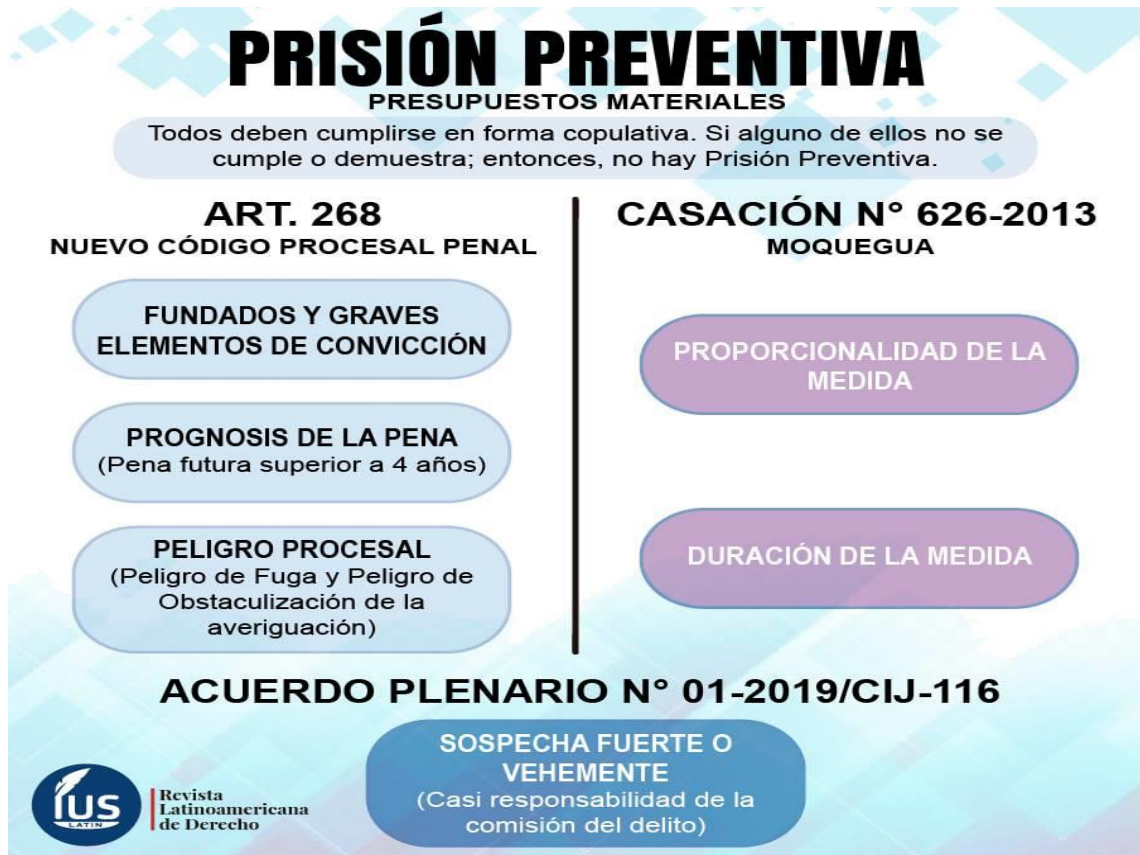 PRISIÓN PREVENTIVA
PRESUPUESTOS MATERIALES
Todos deben cumplirse en forma copulativa. Si alguno de ellos no se
cumple o demuestra; entonces, no hay Prisión Preventiva.
ART. 268
NUEVO CÓDIGO PROCESAL PENAL
FUNDADOS Y GRAVES
ELEMENTOS DE CONVICCIÓN
PROGNOSIS DE LA PENA
(Pena futura superior a 4 años)
PELIGRO PROCESAL
(Peligro de Fuga y Peligro de
Obstaculización de la
averiguación)
CASACIÓN N° 626-2013
MOQUEGUA
PROPORCIONALIDAD DE LA
MEDIDA
DURACIÓN DE LA MEDIDA
ACUERDO PLENARIO N° 01-2019/CIJ-116
SOSPECHA FUERTE O
VEHEMENTE
(Casi responsabilidad de la
comisión del delito)
IUS
LATIN
Revista
Latinoamericana
de Derecho